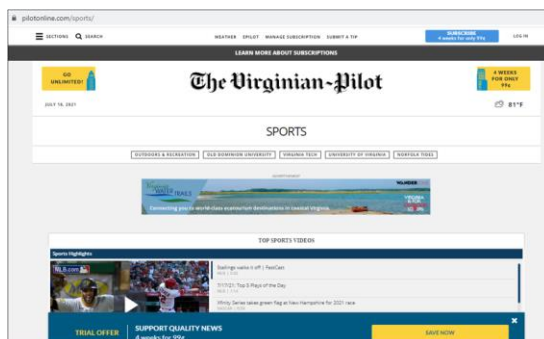 pilotonline.com/sports/
SECTIONS SEARCH WEATHER EPILOT MANAGE SUBSCRIPTION SUBMIT A TIP SUBSCRIBE LOG IN
4 weeks for only 99¢
LEARN MORE ABOUT SUBSCRIPTIONS
GO UNLIMITED!
The Virginian-Pilot
4 WEEKS FOR ONLY 99¢
JULY 18, 2021
81°F
SPORTS
OUTDOORS & RECREATION OLD DOMINION UNIVERSITY VIRGINIA TECH UNIVERSITY OF VIRGINIA NORFOLK TIDES
ADVERTISEMENT
Virginia WATER TRAILS
WANDER
Connecting you to world class ecotourism destinations in coastal Virginia
TOP SPORTS VIDEOS
Sports Highlights
MLB.com
walks it off | FastCast
7/17/21: Top 5 Plays of the Day
Xfinity Series takes green flag at New Hampshire for 2021 race
TRIAL OFFER
SUPPORT QUALITY NEWS
4 weeks for 99¢
SAVE NOW